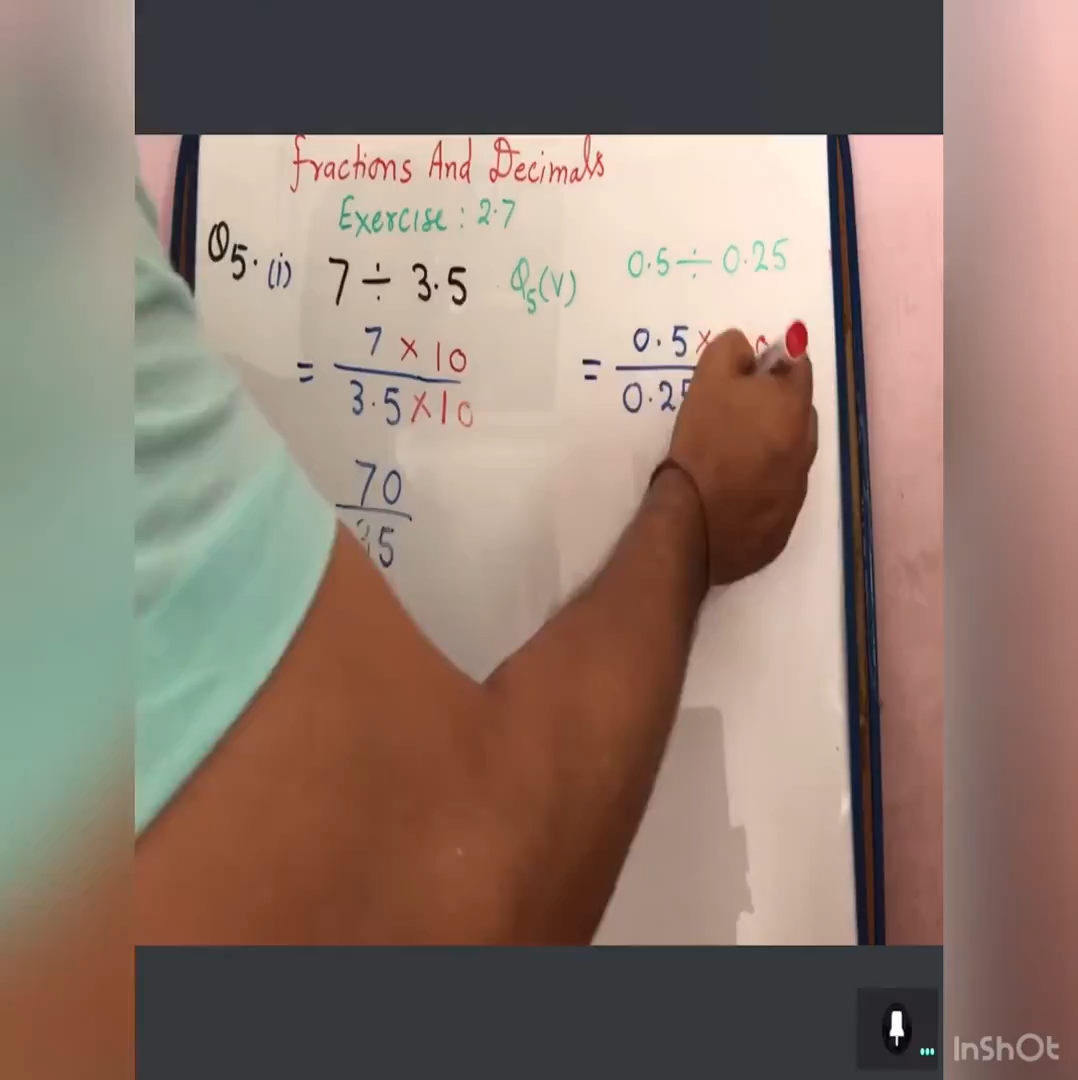 Fractions And Decimals
Exercise : 2.7
Q5. (i) 7 ÷ 3.5
= 7 × 10
3.5 × 10
70
35
Q5(V) 0.5 ÷ 0.25
= 0.5 ×
0.25
InShOt